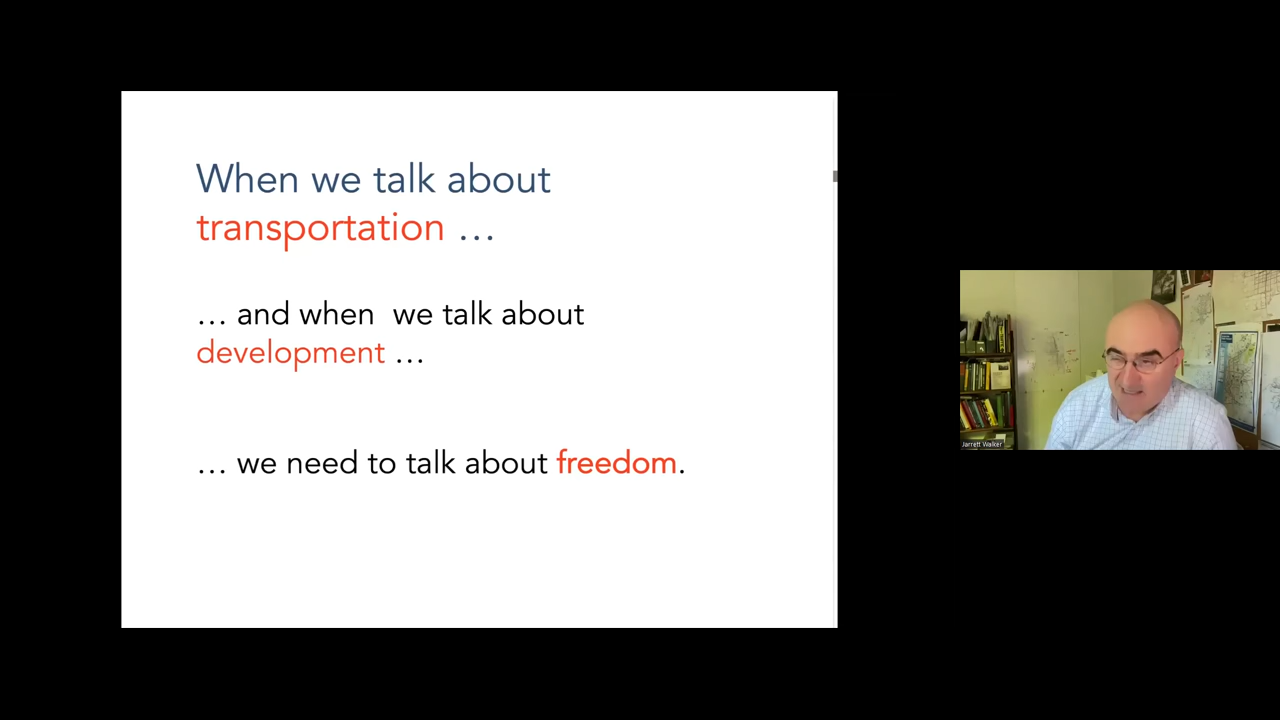 When we talk about
transportation …
… and when  we talk about
development …
… we need to talk about freedom.
Jarrett Walker